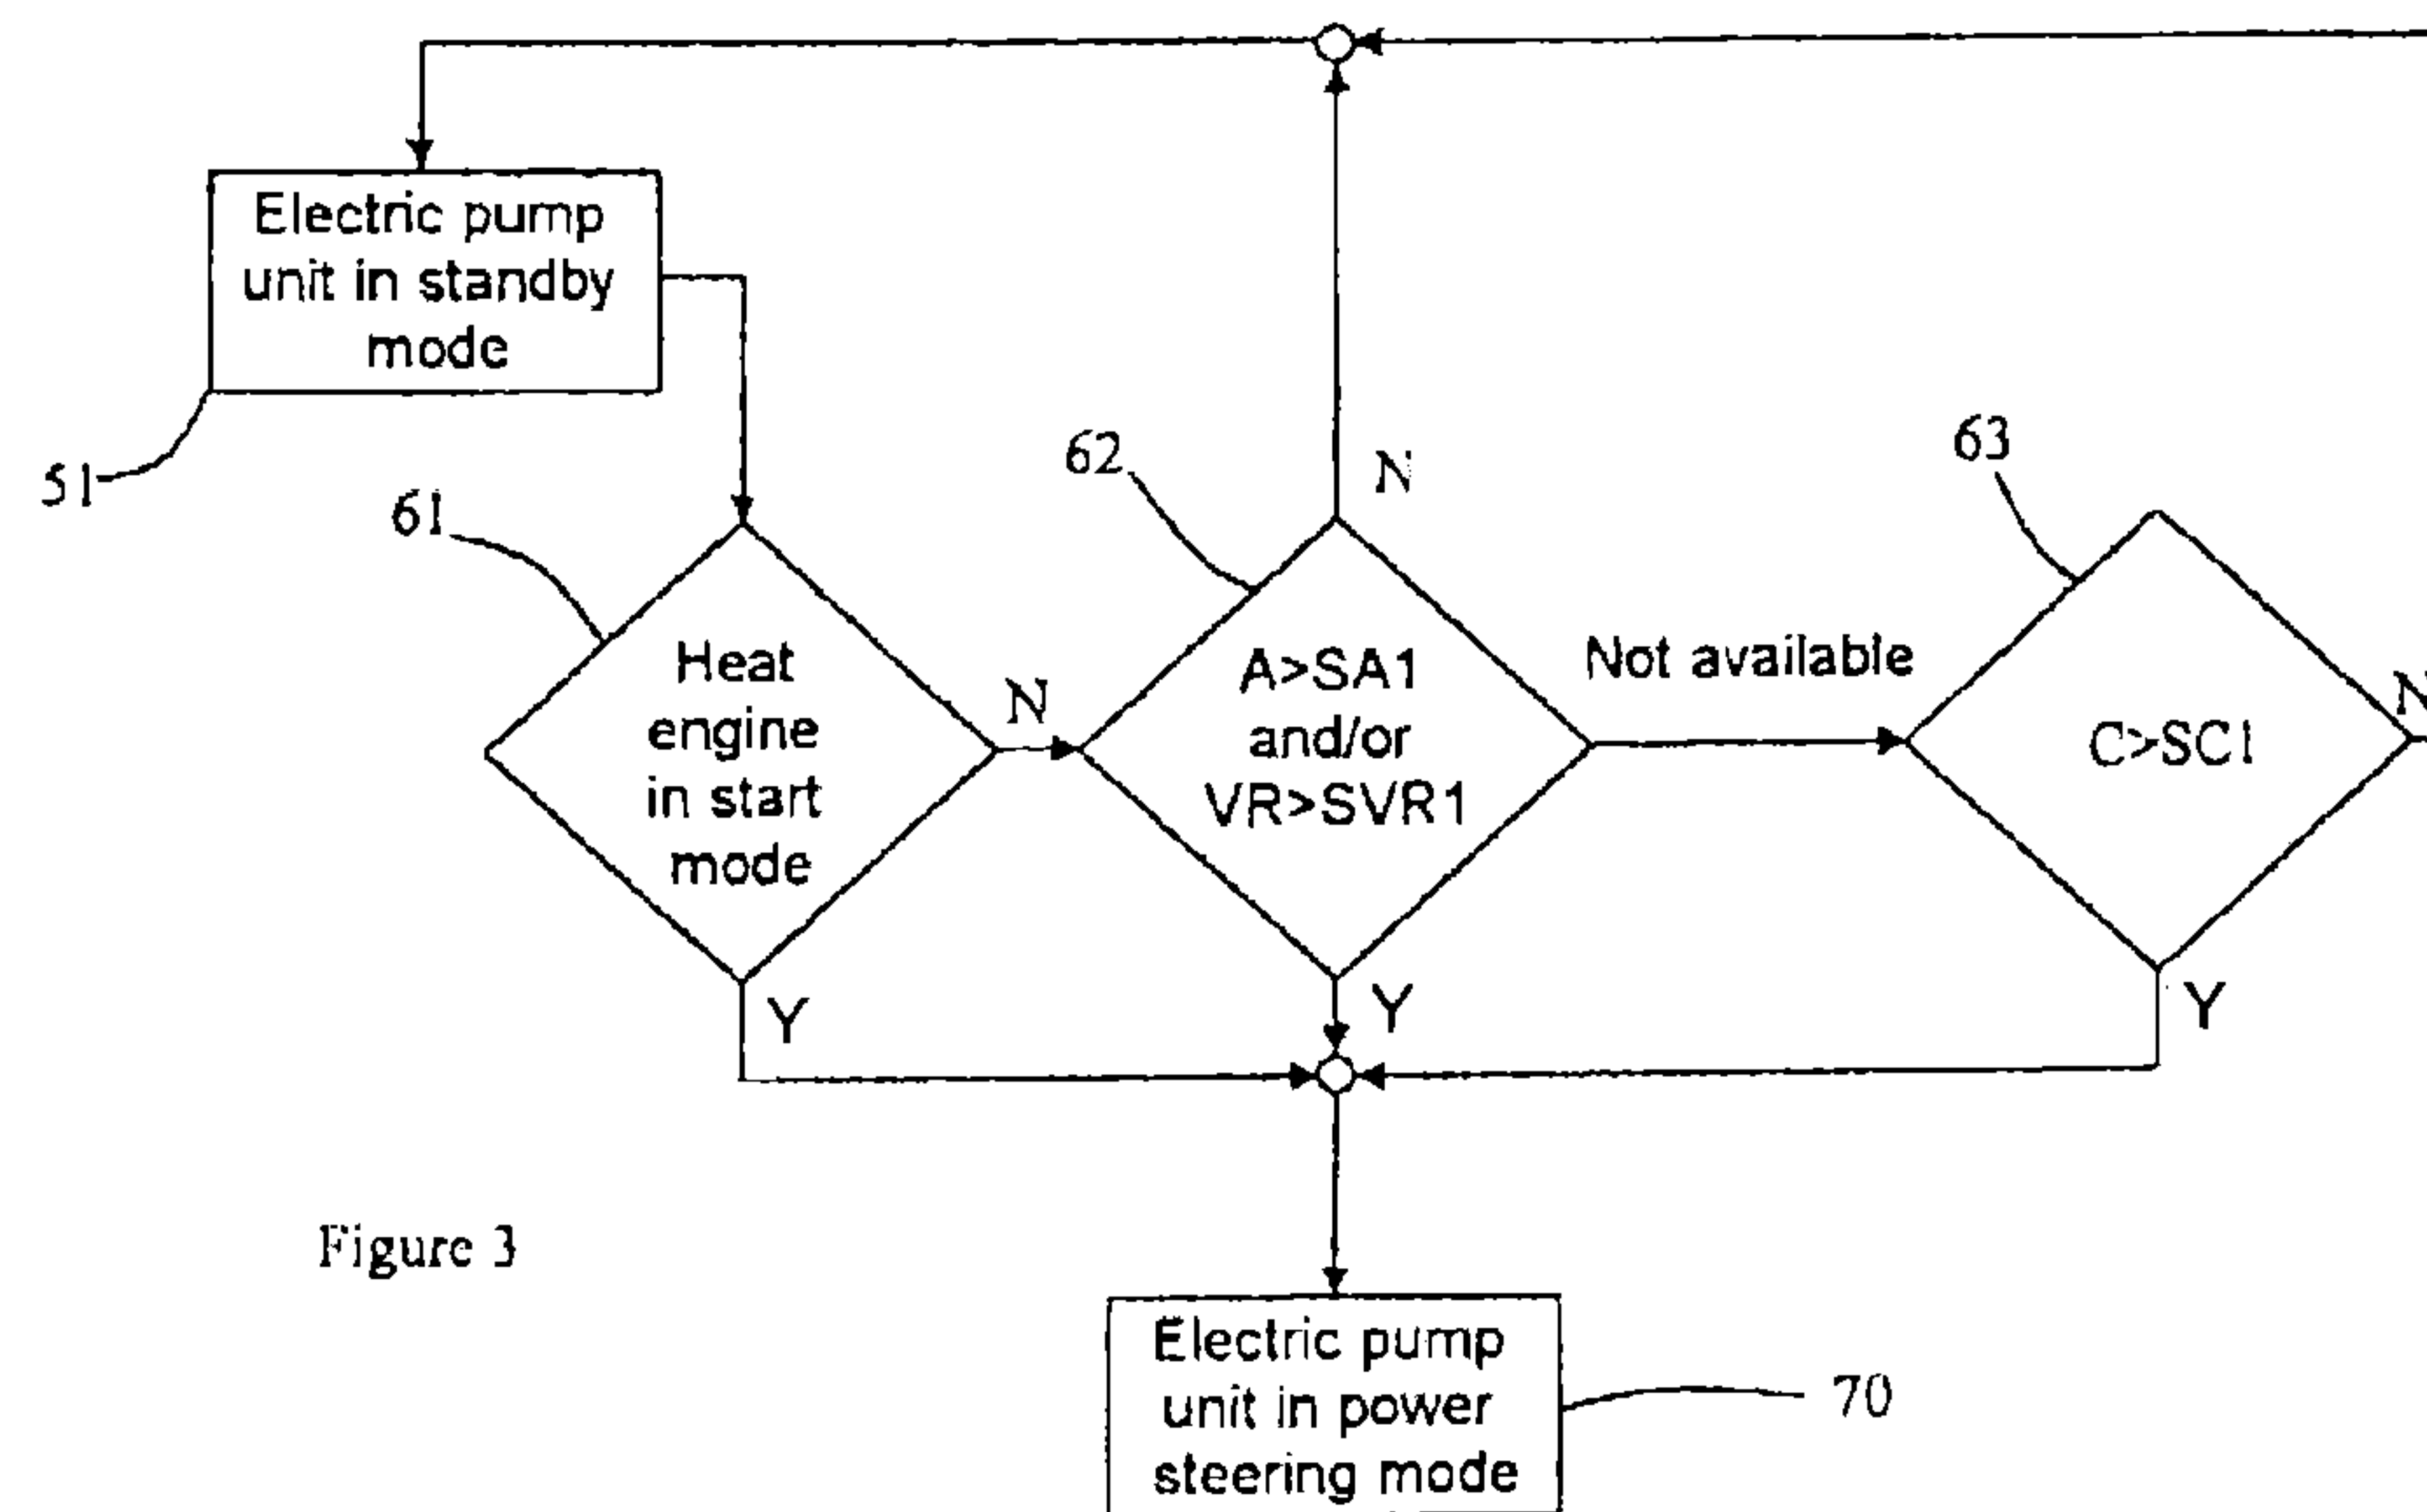 Electric pump
unit in standby
mode
51
61
62
N
63
Heat
engine
in start
mode
N
A>SA1
and/or
VR>SVR1
Not available
C>SC1
N
Y
Y
Y
Figure 3
Electric pump
unit in power
steering mode
70